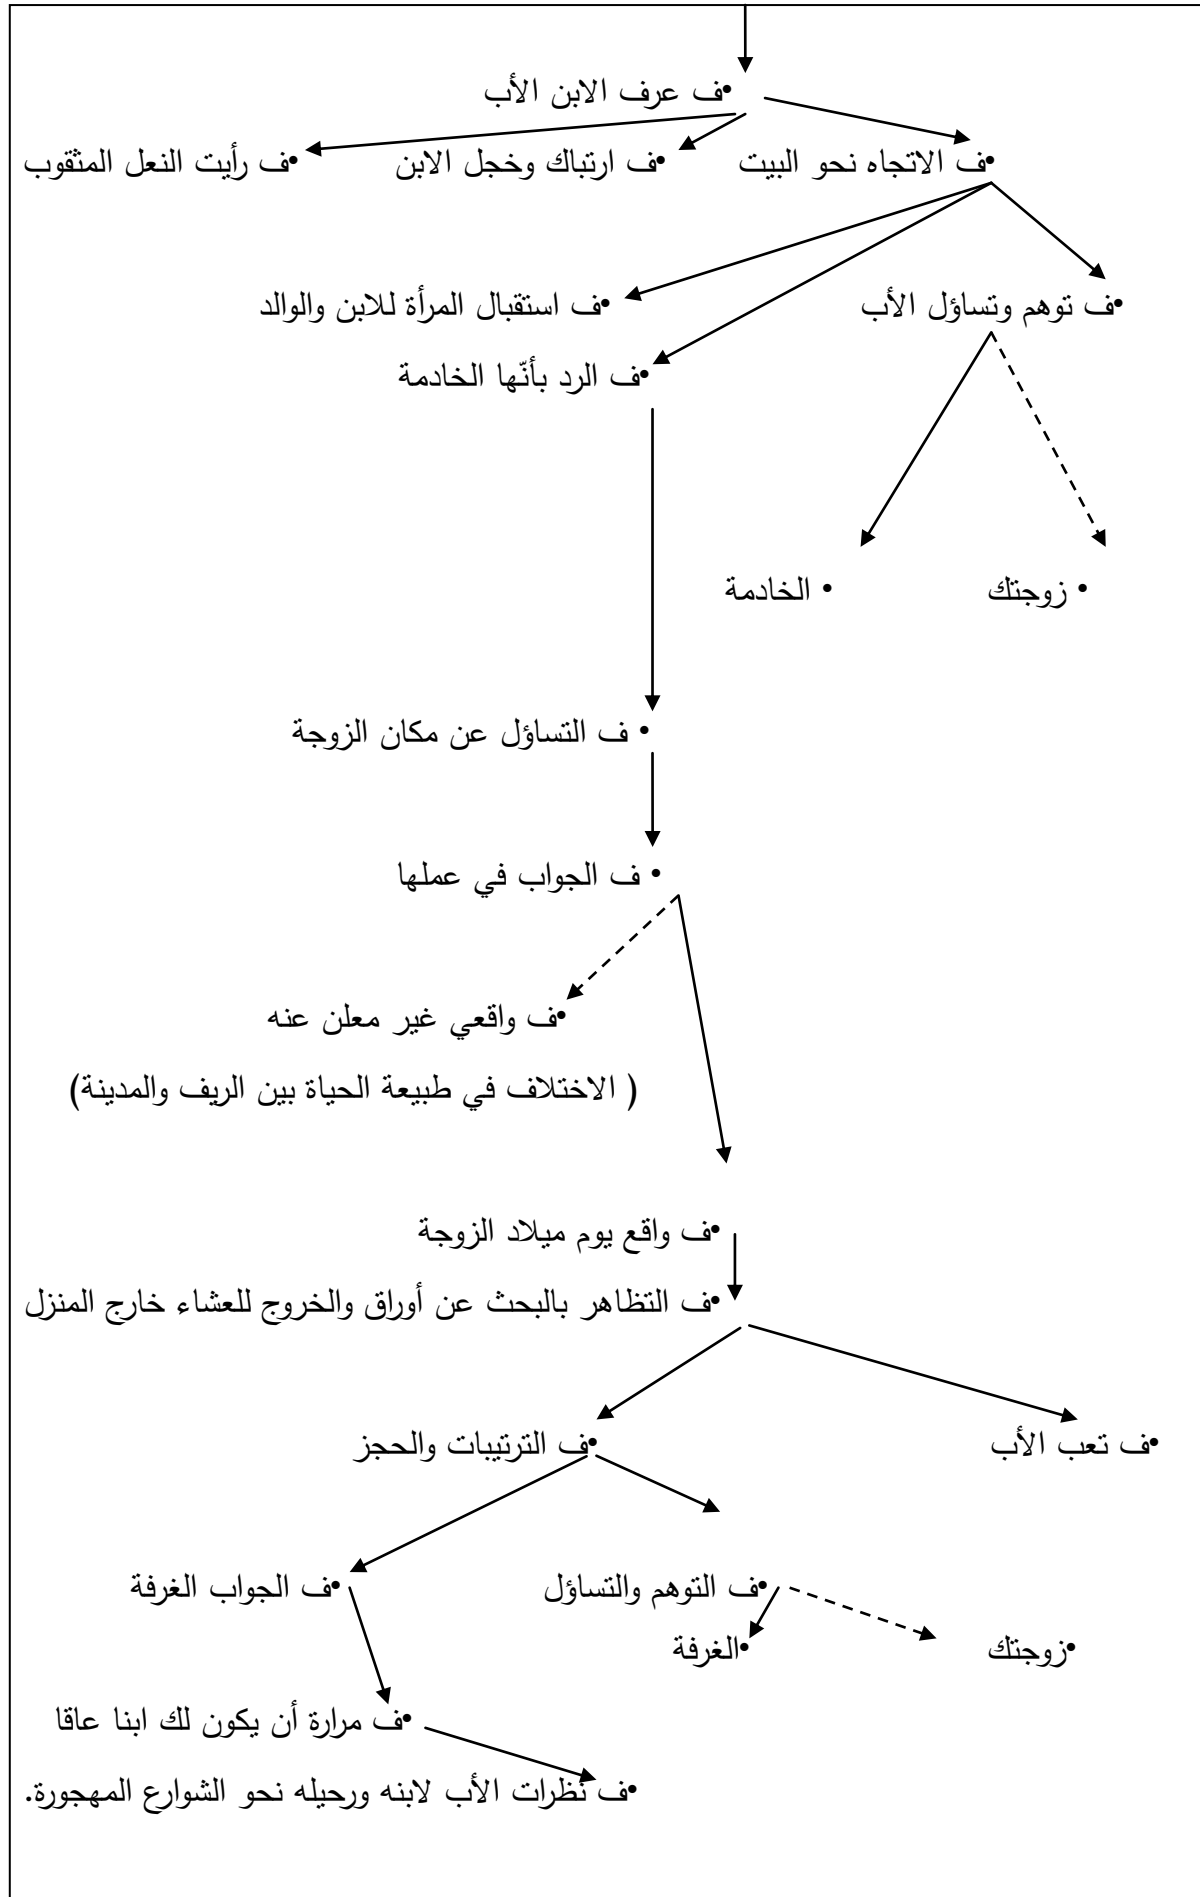 •ف عرف الابن الأب
•ف الاتجاه نحو البيت •ف ارتباك وخجل الابن •ف رأيت النعل المثقوب
•ف توهم وتساؤل الأب •ف استقبال المرأة للابن والوالد
•ف الرد بأنّها الخادمة
• زوجتك • الخادمة
• ف التساؤل عن مكان الزوجة
• ف الجواب في عملها
•ف واقعي غير معلن عنه
( الاختلاف في طبيعة الحياة بين الريف والمدينة)
•ف واقع يوم ميلاد الزوجة
•ف التظاهر بالبحث عن أوراق والخروج للعشاء خارج المنزل
•ف تعب الأب •ف الترتيبات والحجز
•ف التوهم والتساؤل •ف الجواب الغرفة
•زوجتك •الغرفة
•ف مرارة أن يكون لك ابنا عاقا
•ف نظرات الأب لابنه ورحيله نحو الشوارع المهجورة.